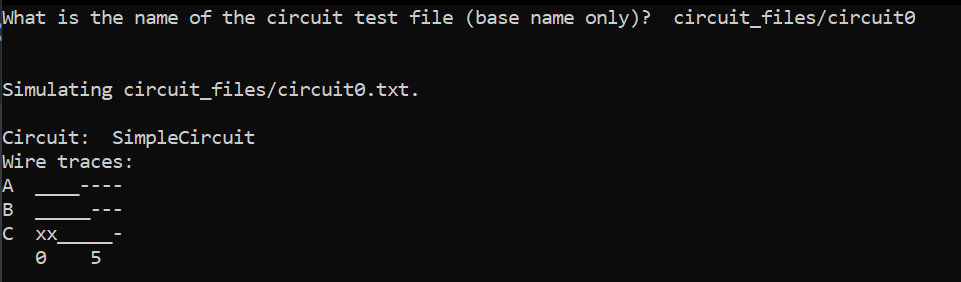 What is the name of the circuit test file (base name only)?  circuit_files/circuit0
Simulating circuit_files/circuit0.txt.
Circuit:  SimpleCircuit
Wire traces:
A  ____----
B  _____---
C  xx_____-
   0    5